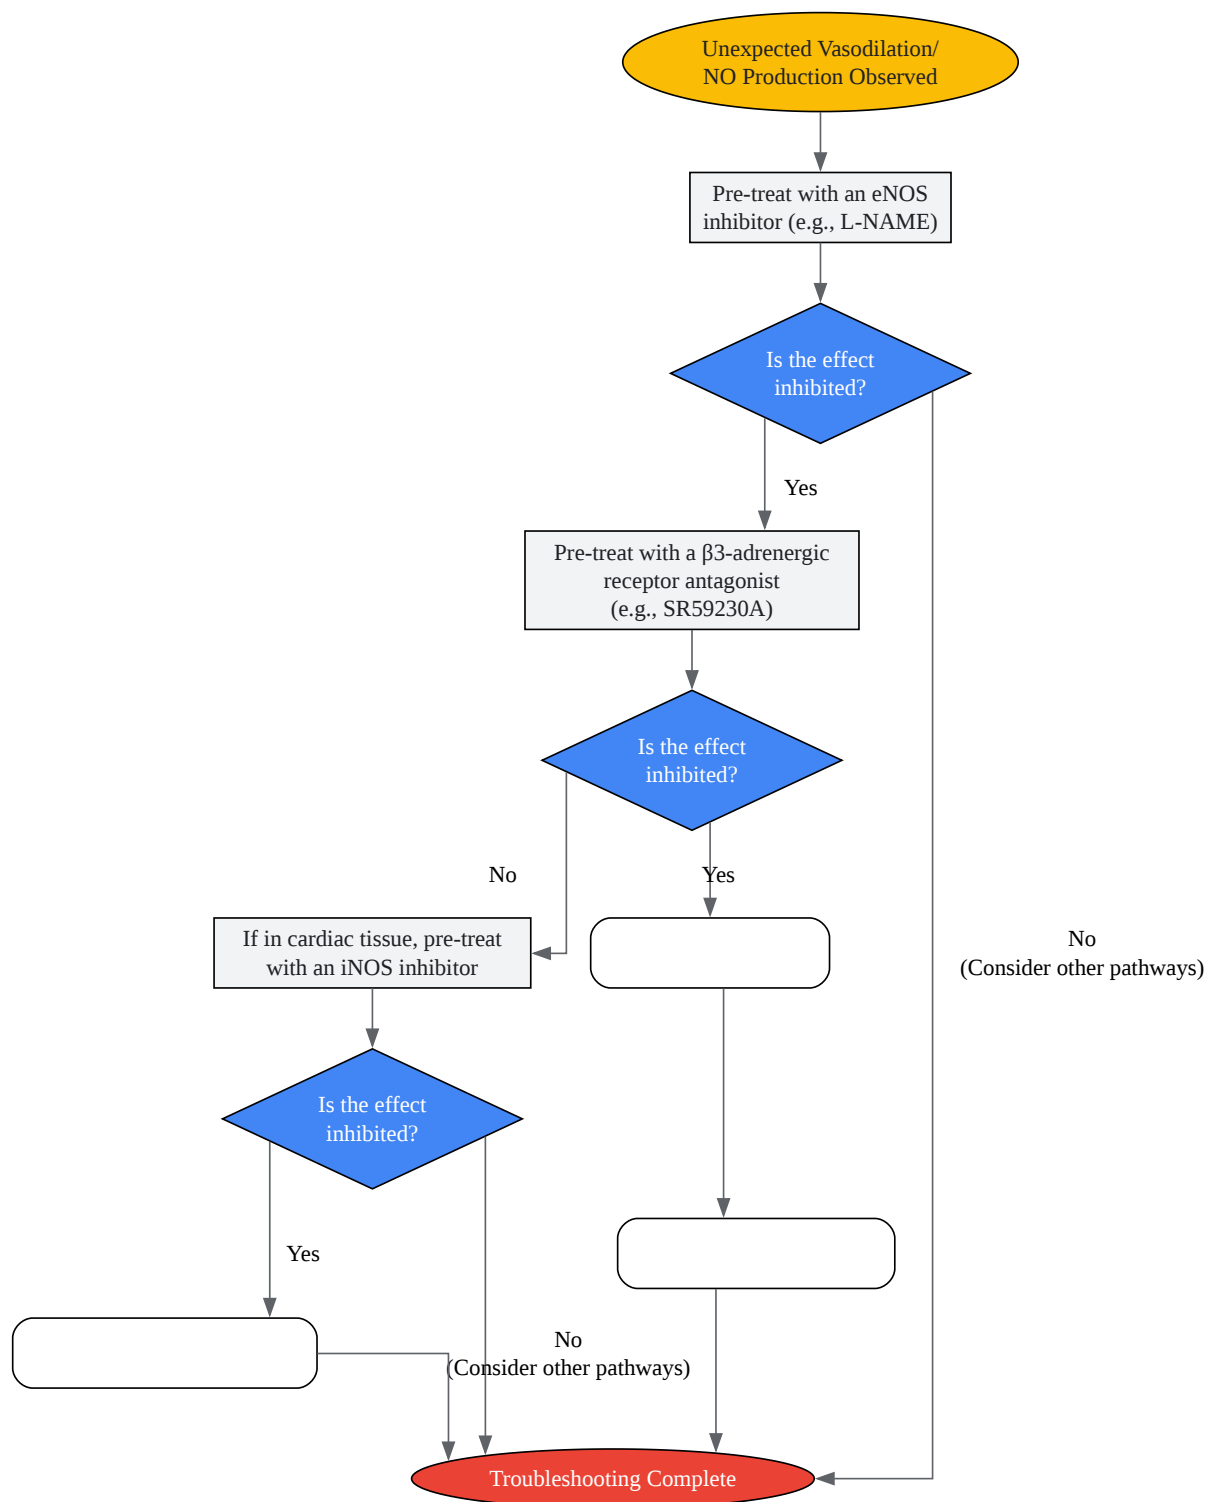 Unexpected Vasodilation/
NO Production Observed
Pre-treat with an eNOS
inhibitor (e.g., L-NAME)
Is the effect
inhibited?
Yes
Pre-treat with a β3-adrenergic
receptor antagonist
(e.g., SR59230A)
Is the effect
inhibited?
No
Yes
If in cardiac tissue, pre-treat
with an iNOS inhibitor
No
(Consider other pathways)
Is the effect
inhibited?
Yes
No
(Consider other pathways)
Troubleshooting Complete